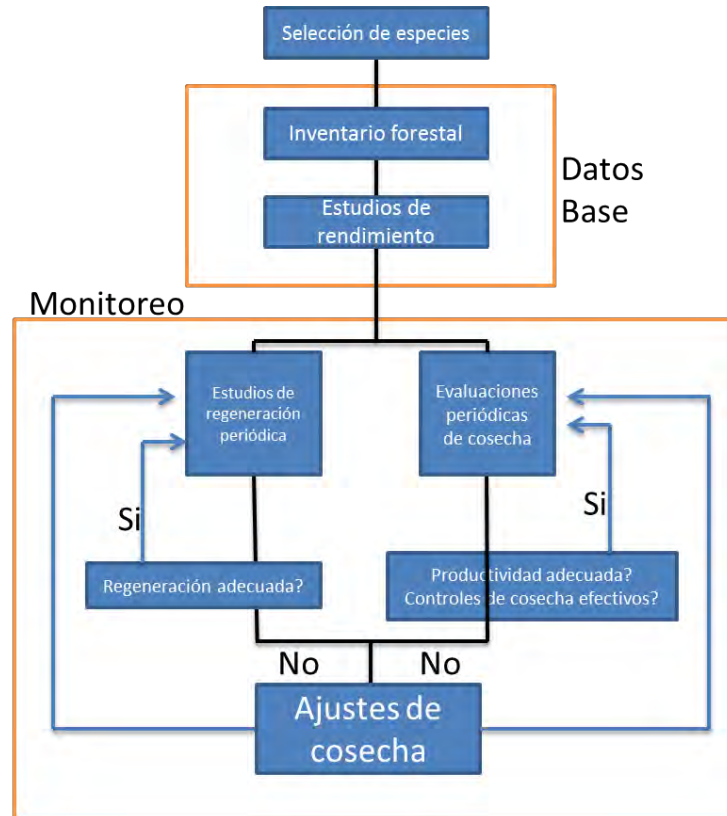 Selección de especies
Inventario forestal
Datos
Base
Estudios de
rendimiento
Monitoreo
Estudios de
regeneración
periódica
Evaluaciones
periódicas
de cosecha
Si
Si
Regeneración adecuada?
Productividad adecuada?
Controles de cosecha efectivos?
No
No
Ajustes de
cosecha